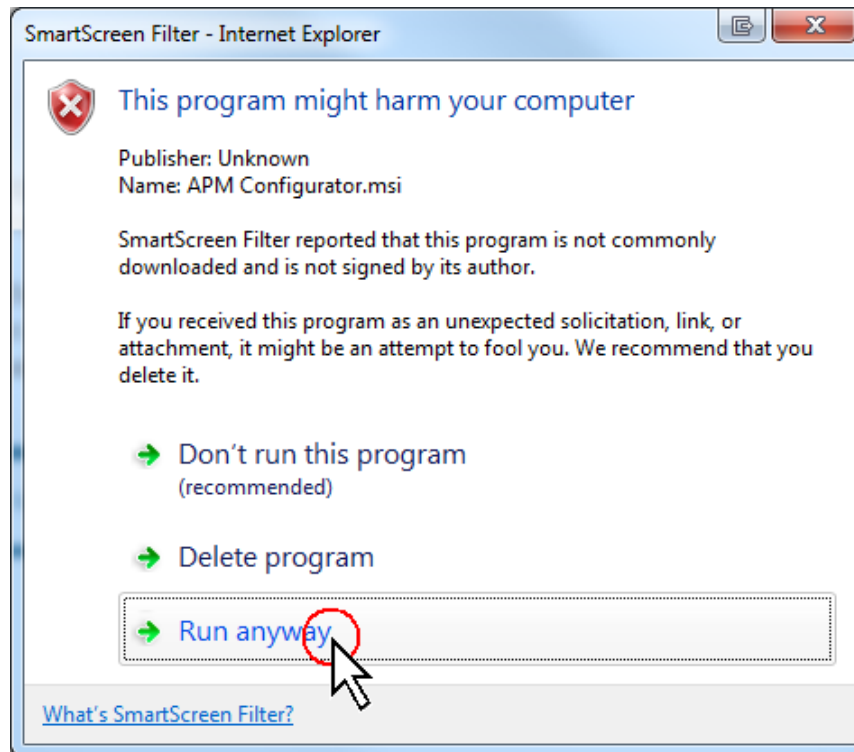 SmartScreen Filter - Internet Explorer
This program might harm your computer
Publisher: Unknown
Name: APM Configurator.msi
SmartScreen Filter reported that this program is not commonly
downloaded and is not signed by its author.
If you received this program as an unexpected solicitation, link, or
attachment, it might be an attempt to fool you. We recommend that you
delete it.
Don't run this program
(recommended)
Delete program
Run anyway
What's SmartScreen Filter?